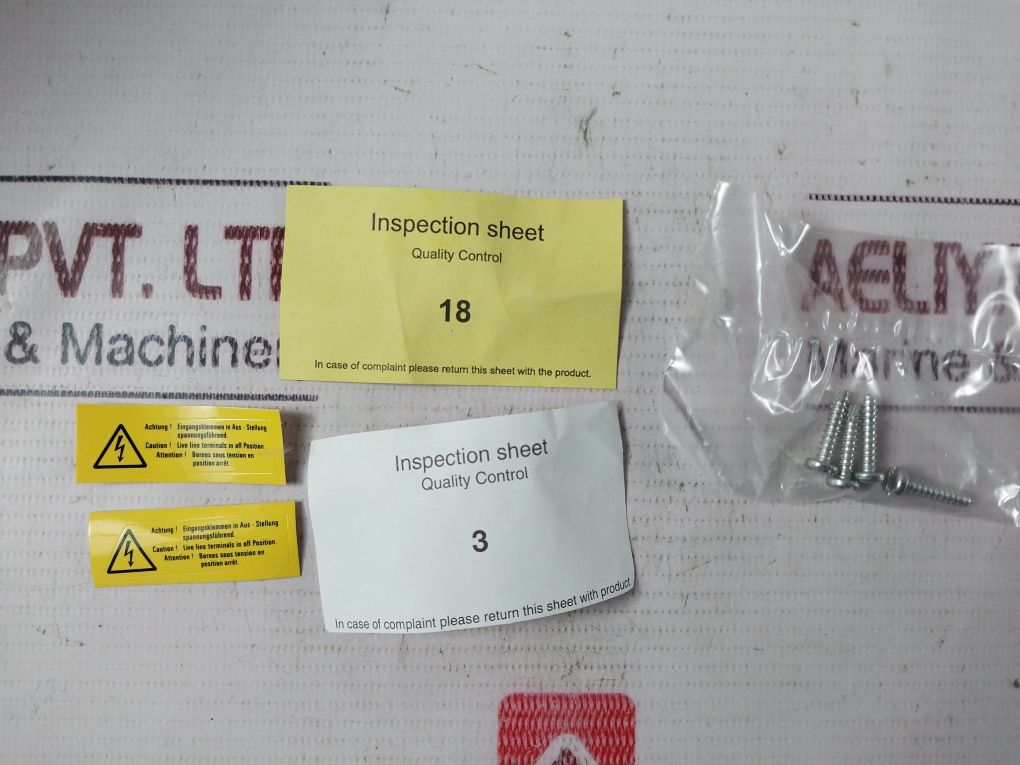 PVT. LT
& Machine
Inspection sheet
Quality Control
18
In case of complaint please return this sheet with the product.
AELIY
Marine &
Achtung ! Eingangsklemmen in Aus - Stellung
spannungsführend.
Caution ! Live line terminals in off Position.
Attention ! Bornes sous tension en
position arrêt.
Achtung ! Eingangsklemmen in Aus - Stellung
spannungsführend.
Caution ! Live line terminals in off Position.
Attention ! Bornes sous tension en
position arrêt.
Inspection sheet
Quality Control
3
In case of complaint please return this sheet with product.